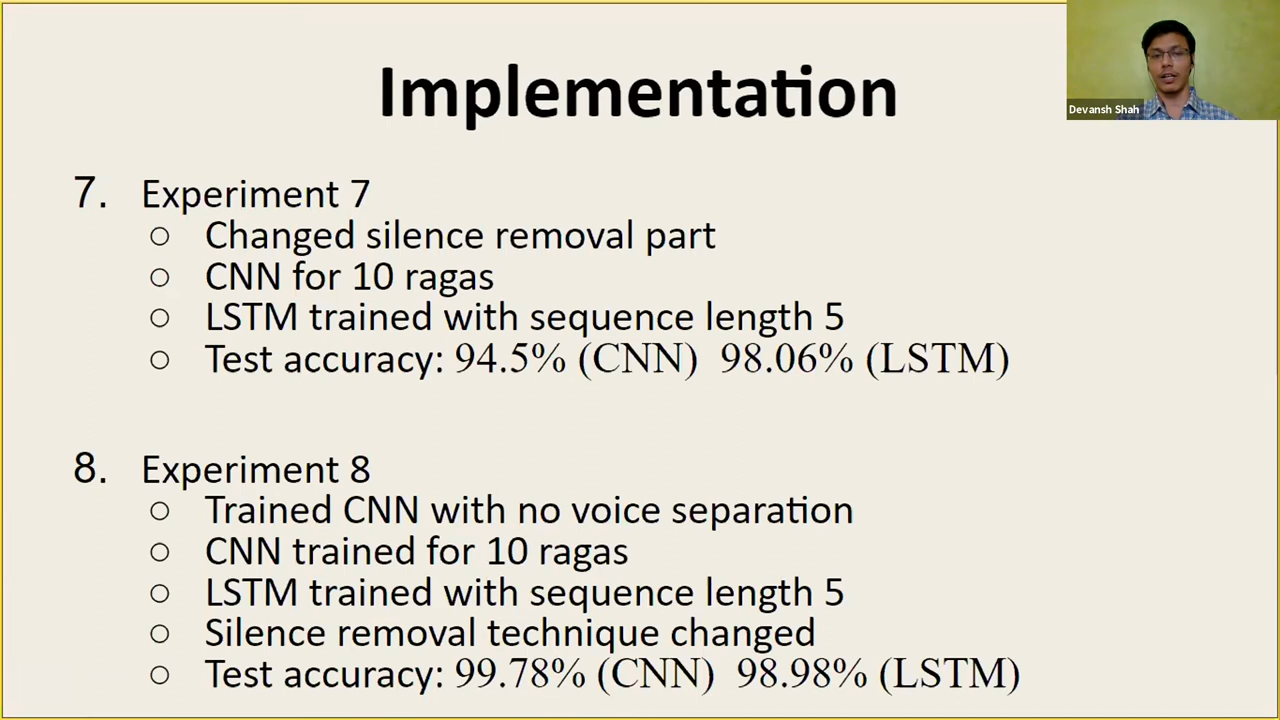 Implementation
Devansh Shah
7. Experiment 7
○ Changed silence removal part
○ CNN for 10 ragas
○ LSTM trained with sequence length 5
○ Test accuracy: 94.5% (CNN) 98.06% (LSTM)
8. Experiment 8
○ Trained CNN with no voice separation
○ CNN trained for 10 ragas
○ LSTM trained with sequence length 5
○ Silence removal technique changed
○ Test accuracy: 99.78% (CNN) 98.98% (LSTM)